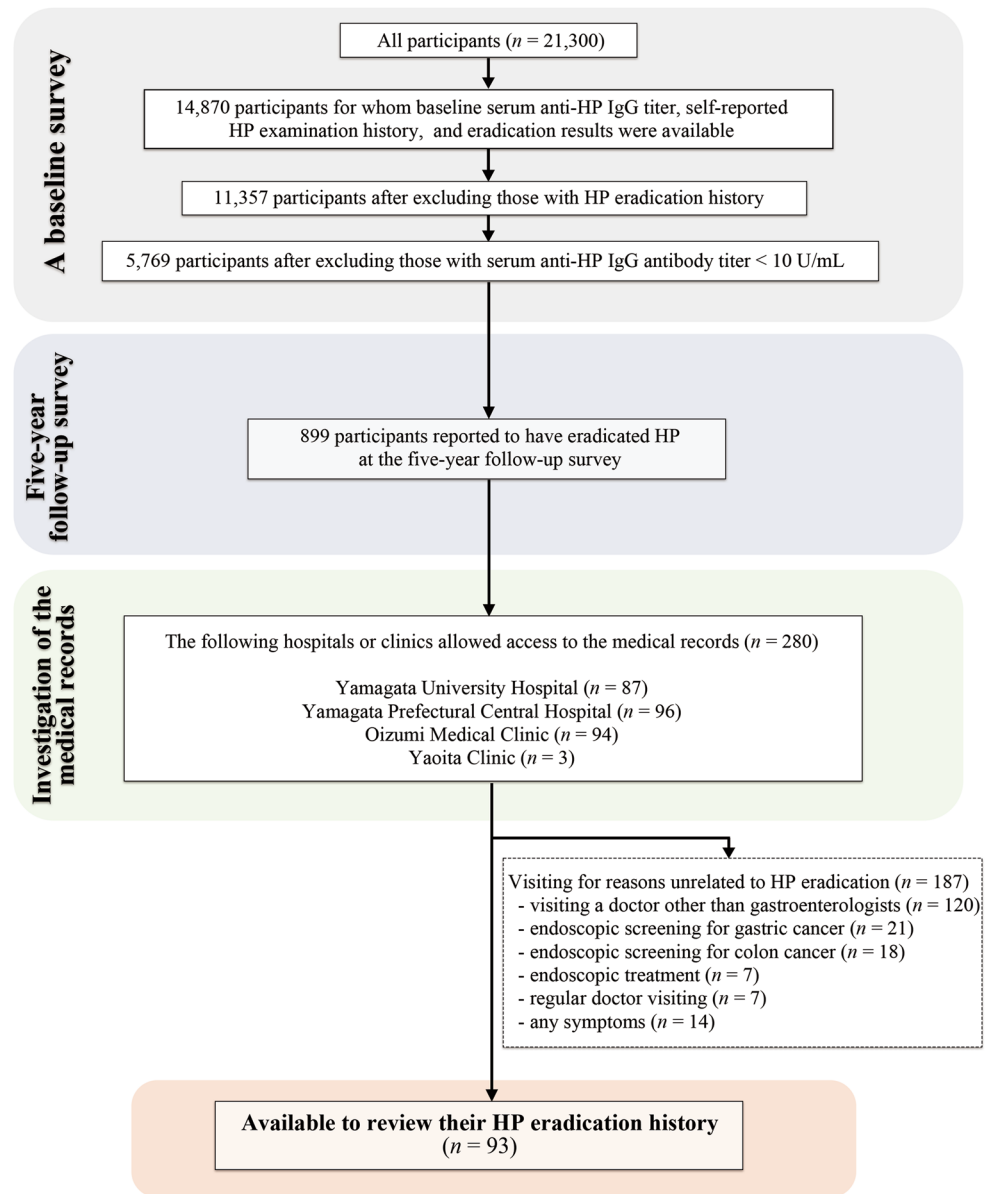 A baseline survey
All participants (n = 21,300)
14,870 participants for whom baseline serum anti-HP IgG titer, self-reported
HP examination history, and eradication results were available
11,357 participants after excluding those with HP eradication history
5,769 participants after excluding those with serum anti-HP IgG antibody titer < 10 U/mL
Five-year
follow-up survey
899 participants reported to have eradicated HP
at the five-year follow-up survey
Investigation of the
medical records
The following hospitals or clinics allowed access to the medical records (n = 280)
Yamagata University Hospital (n = 87)
Yamagata Prefectural Central Hospital (n = 96)
Oizumi Medical Clinic (n = 94)
Yaoita Clinic (n = 3)
Visiting for reasons unrelated to HP eradication (n = 187)
- visiting a doctor other than gastroenterologists (n = 120)
- endoscopic screening for gastric cancer (n = 21)
- endoscopic screening for colon cancer (n = 18)
- endoscopic treatment (n = 7)
- regular doctor visiting (n = 7)
- any symptoms (n = 14)
Available to review their HP eradication history
(n = 93)